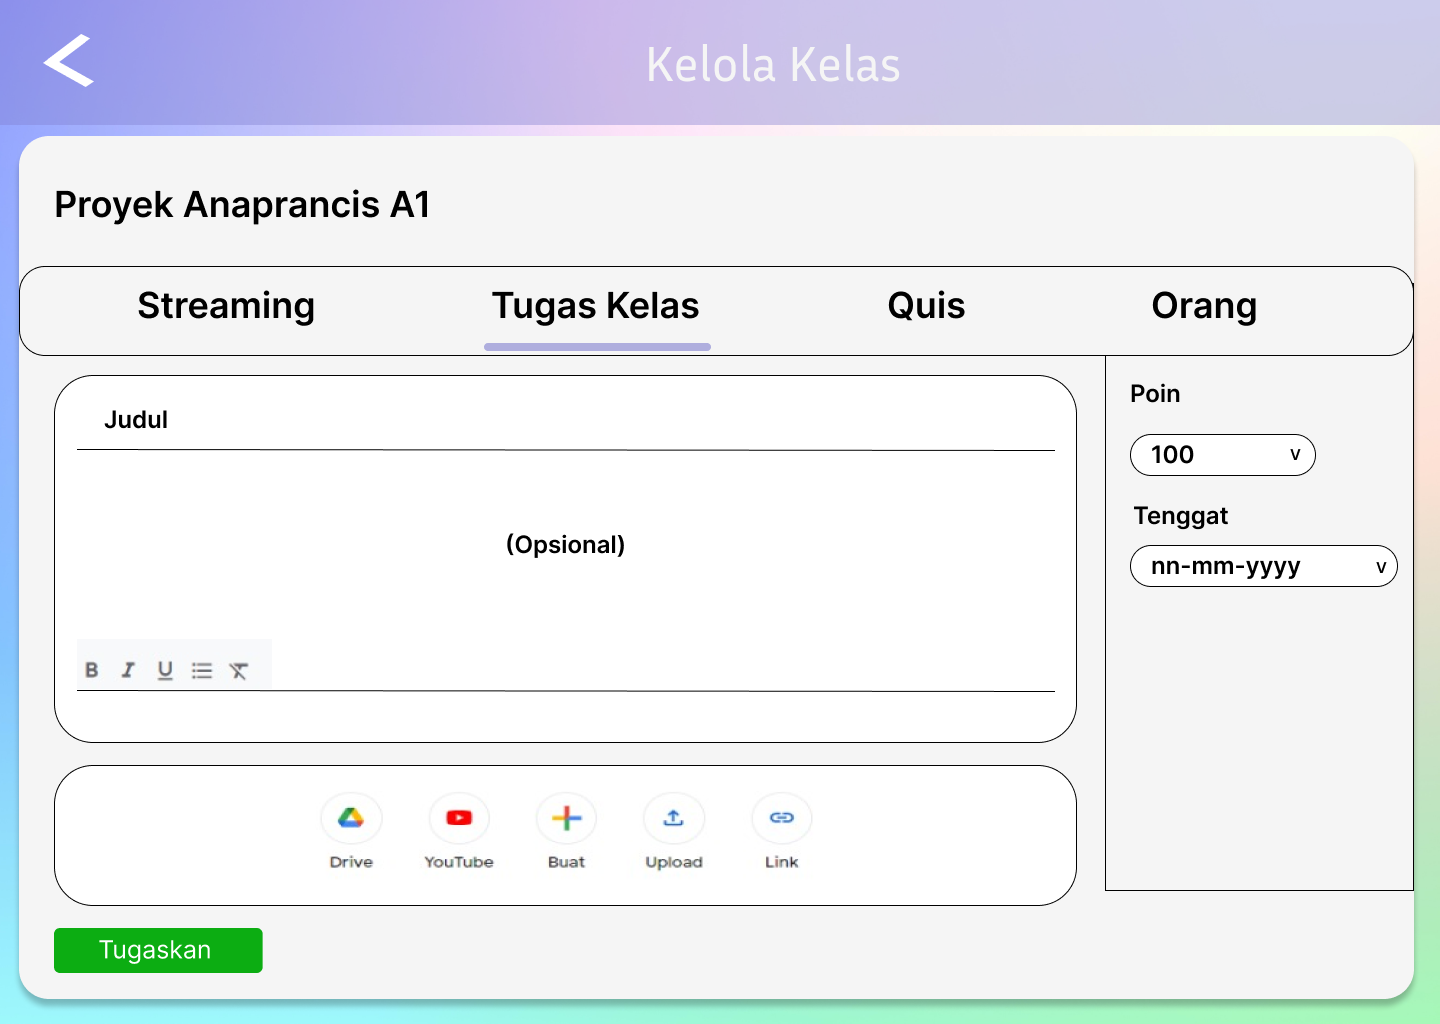 Kelola Kelas
Proyek Anaprancis A1
Streaming Tugas Kelas Quis Orang
Judul
(Opsional)
B I U
Poin
100 v
Tenggat
nn-mm-yyyy v
Drive YouTube Buat Upload Link
Tugaskan